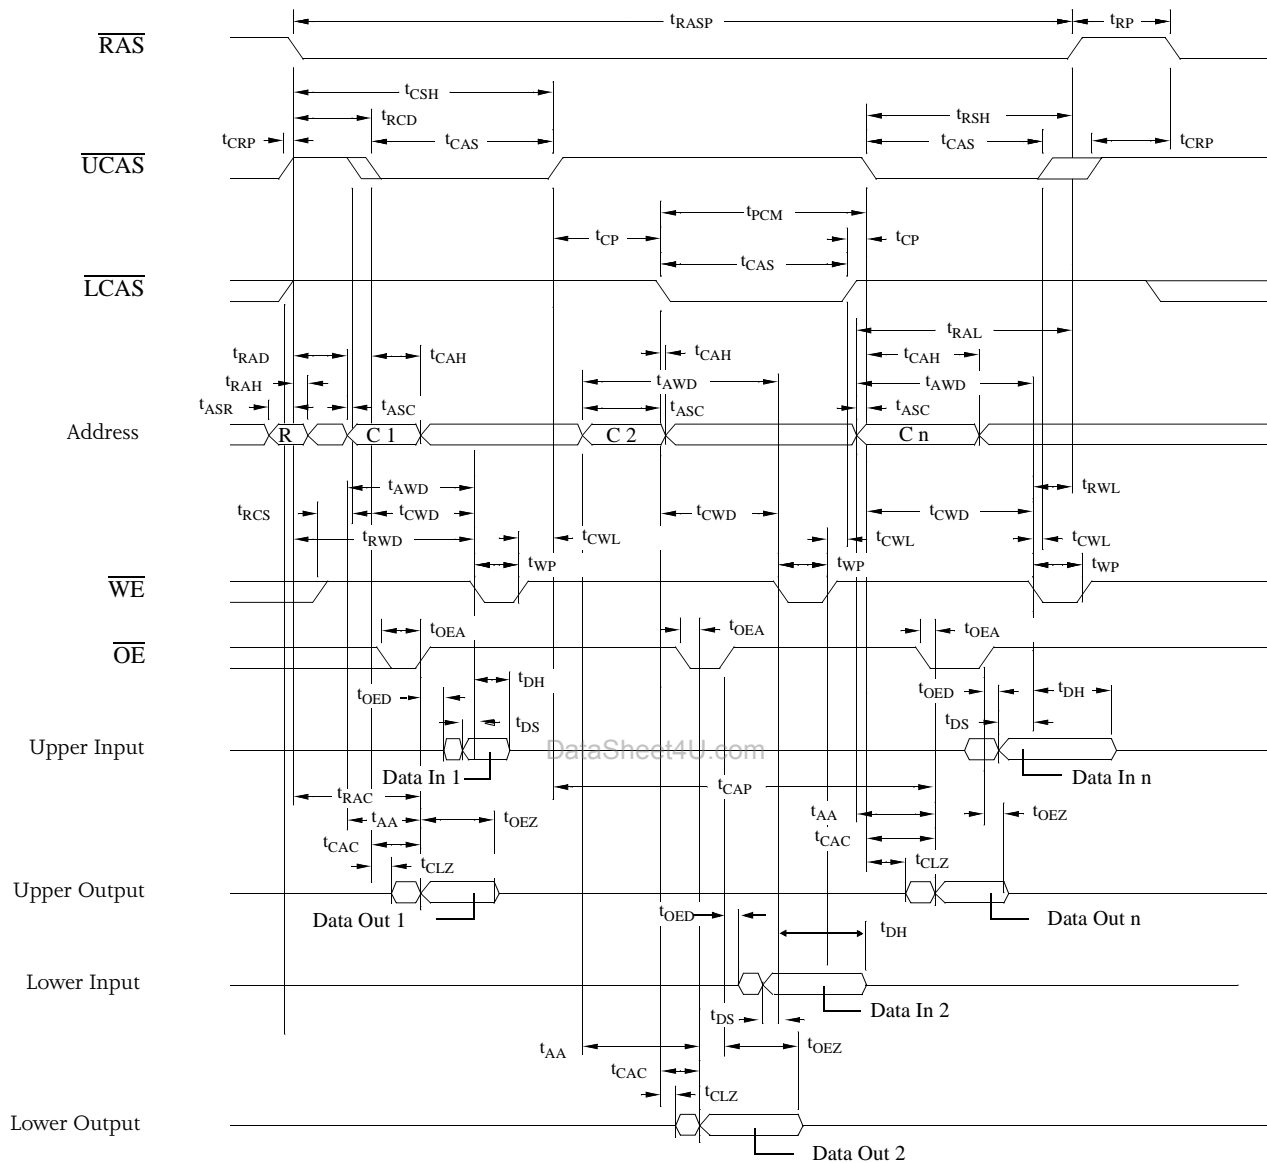 tRASP
tRP
RAS
tCSH
tRCD
tRSH
tCRP
tCAS
tCAS
tCRP
UCAS
tPCM
tCP
tCP
tCAS
LCAS
tRAL
tRAD
tCAH
tCAH
tCAH
tRAH
tAWD
tAWD
tASR
tASC
tASC
tASC
Address
R
C 1
C 2
C n
tAWD
tRWL
tRCS
tCWD
tCWD
tCWD
tRWD
tCWL
tCWL
tCWL
tWP
tWP
tWP
WE
tOEA
tOEA
tOEA
OE
tOED
tDH
tOED
tDH
tDS
tDS
Upper Input
DataSheet4U.com
Data In 1
Data In n
tRAC
tCAP
tAA
tOEZ
tAA
tOEZ
tCAC
tCAC
tCLZ
tCLZ
Upper Output
Data Out 1
tOED
Data Out n
tDH
Lower Input
Data In 2
tDS
tAA
tOEZ
tCAC
tCLZ
Lower Output
Data Out 2